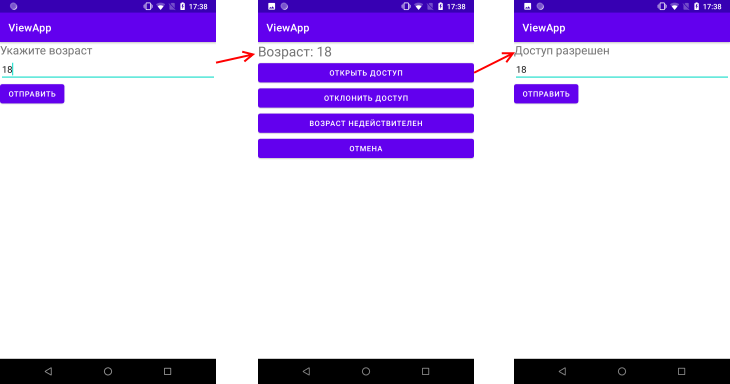 17:38
ViewApp
Укажите возраст
18
ОТПРАВИТЬ
17:38
ViewApp
Возраст: 18
ОТКРЫТЬ ДОСТУП
ОТКЛОНИТЬ ДОСТУП
ВОЗРАСТ НЕДЕЙСТВИТЕЛЕН
ОТМЕНА
17:38
ViewApp
Доступ разрешен
18
ОТПРАВИТЬ